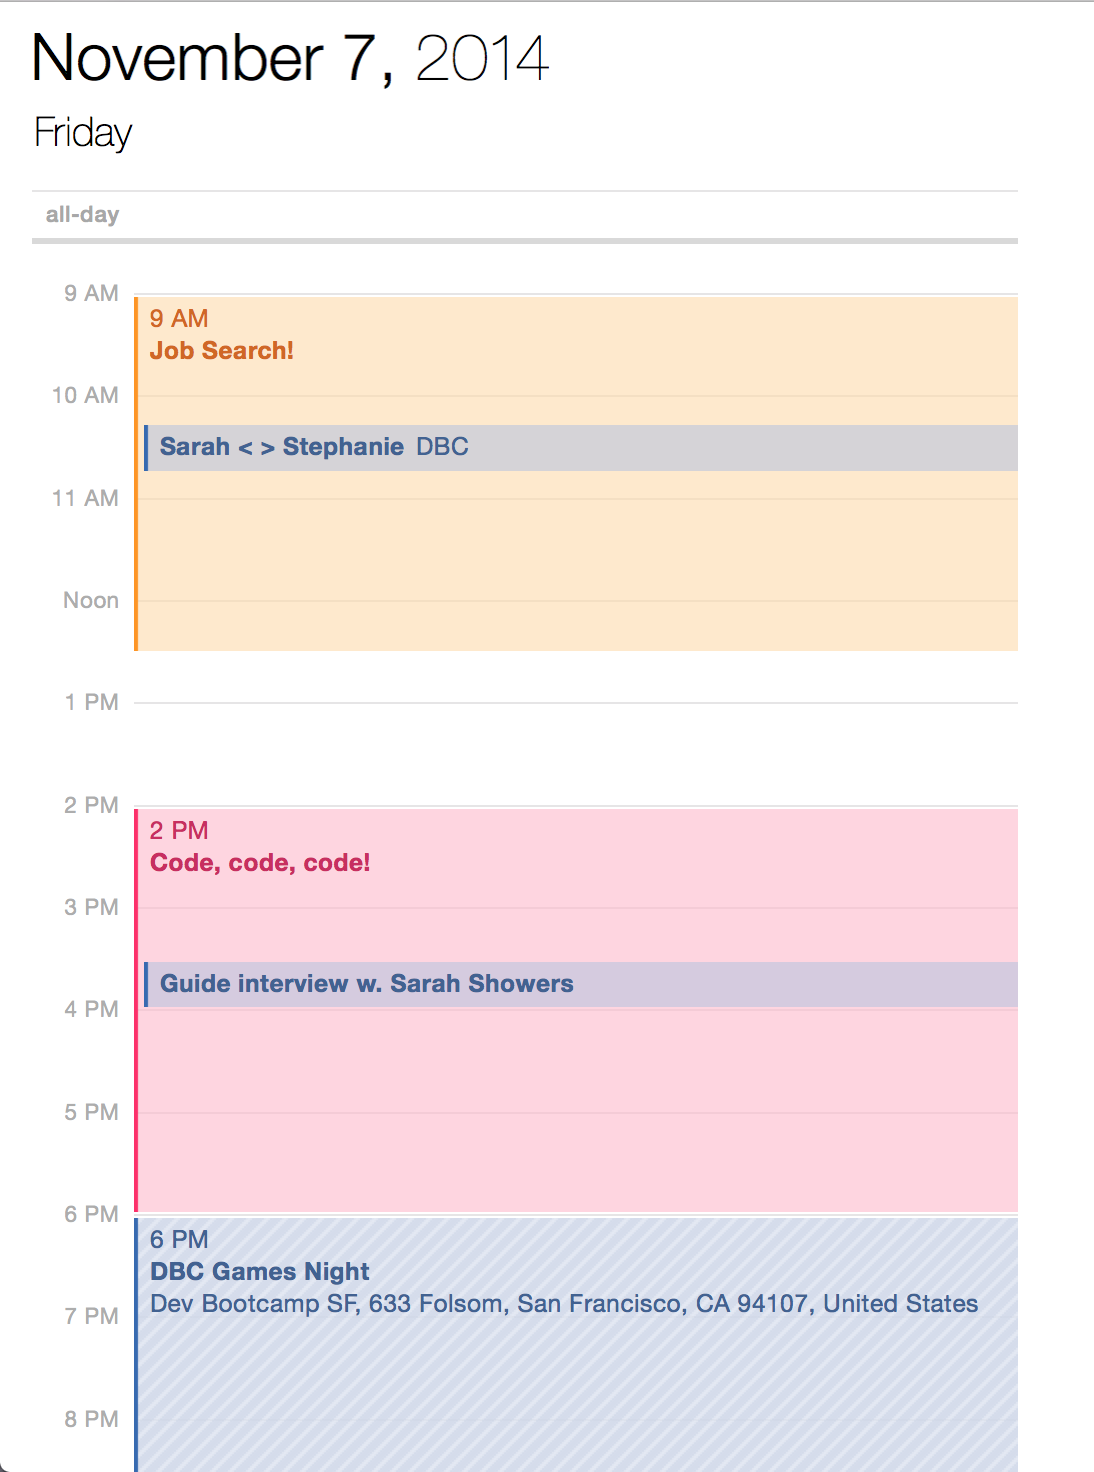 November 7, 2014
Friday
all-day
9 AM
9 AM
Job Search!
10 AM
Sarah < > Stephanie DBC
11 AM
Noon
1 PM
2 PM
2 PM
Code, code, code!
3 PM
Guide interview w. Sarah Showers
4 PM
5 PM
6 PM
6 PM
DBC Games Night
Dev Bootcamp SF, 633 Folsom, San Francisco, CA 94107, United States
7 PM
8 PM